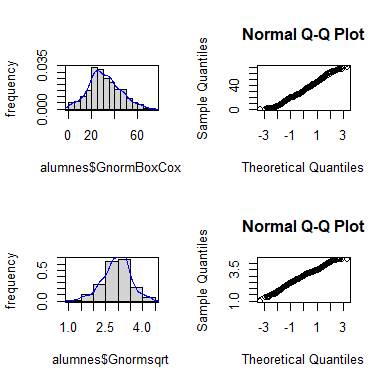 Normal Q-Q Plot
frequency
0.000 0.035
0 20 60
alumnes$GnormBoxCox
Sample Quantiles
0 40
-3 -1 1 3
Theoretical Quantiles
Normal Q-Q Plot
frequency
0.0 0.5
1.0 2.5 4.0
alumnes$Gnormsqrt
Sample Quantiles
1.0 3.5
-3 -1 1 3
Theoretical Quantiles